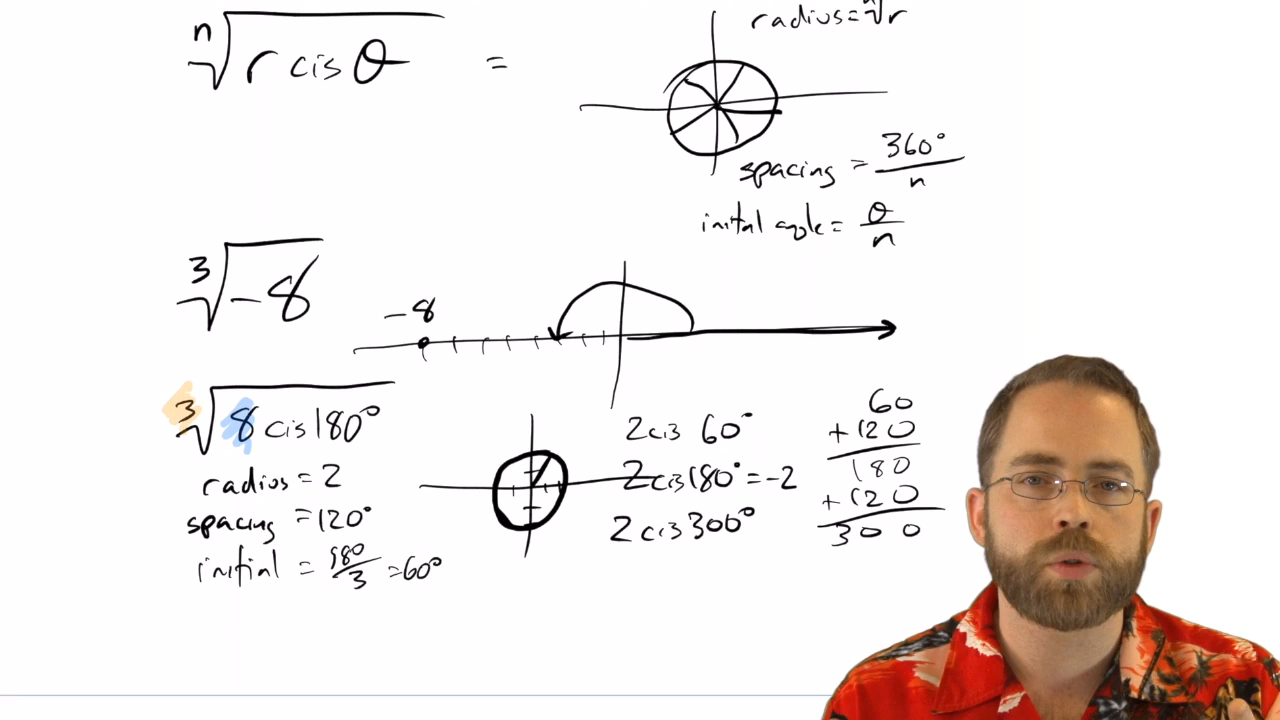 radius = ⁿ√r
ⁿ√(r cis θ) =
spacing = 360°/n
inital angle = θ/n
³√-8
-8
³√(8 cis 180°)
radius = 2
spacing = 120°
initial = 180/3 = 60°
2 cis 60°
2 cis 180° = -2
2 cis 300°
60
+ 120
180
+ 120
300